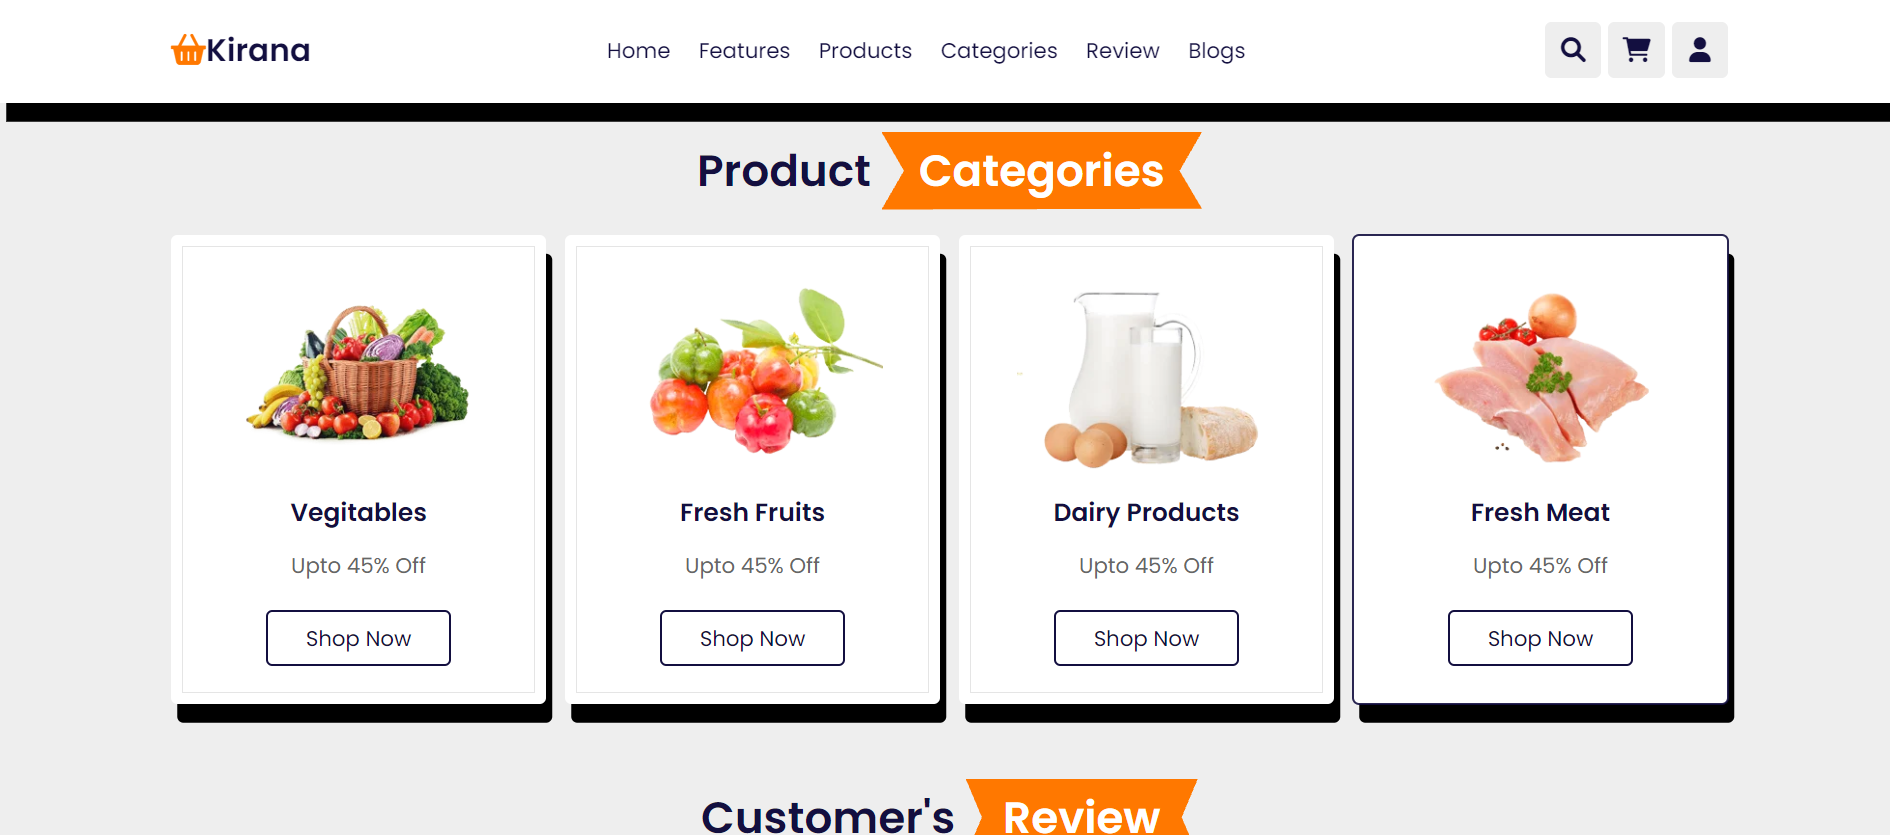 Kirana
Home Features Products Categories Review Blogs
Product Categories
Vegitables
Upto 45% Off
Shop Now
Fresh Fruits
Upto 45% Off
Shop Now
Dairy Products
Upto 45% Off
Shop Now
Fresh Meat
Upto 45% Off
Shop Now
Customer's Review